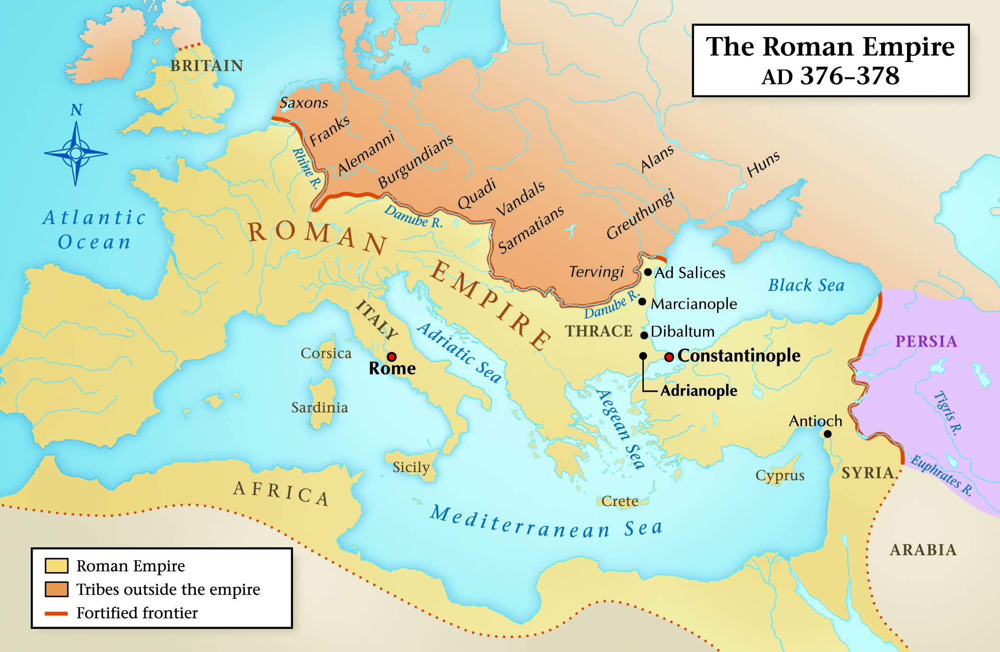 The Roman Empire
AD 376–378
BRITAIN
N
Saxons
Franks
Alemanni
Burgundians
Rhine R.
Quadi
Vandals
Sarmatians
Alans
Huns
Greuthungi
Tervingi
Atlantic
Ocean
ROMAN
EMPIRE
Danube R.
Danube R.
Ad Salices
Marcianople
Black Sea
THRACE
Dibaltum
Constantinople
Adrianople
PERSIA
ITALY
Corsica
Rome
Adriatic Sea
Sardinia
Aegean Sea
Tigris R.
Antioch
Sicily
Cyprus
SYRIA
Euphrates R.
AFRICA
Crete
Mediterranean Sea
ARABIA
Roman Empire
Tribes outside the empire
Fortified frontier